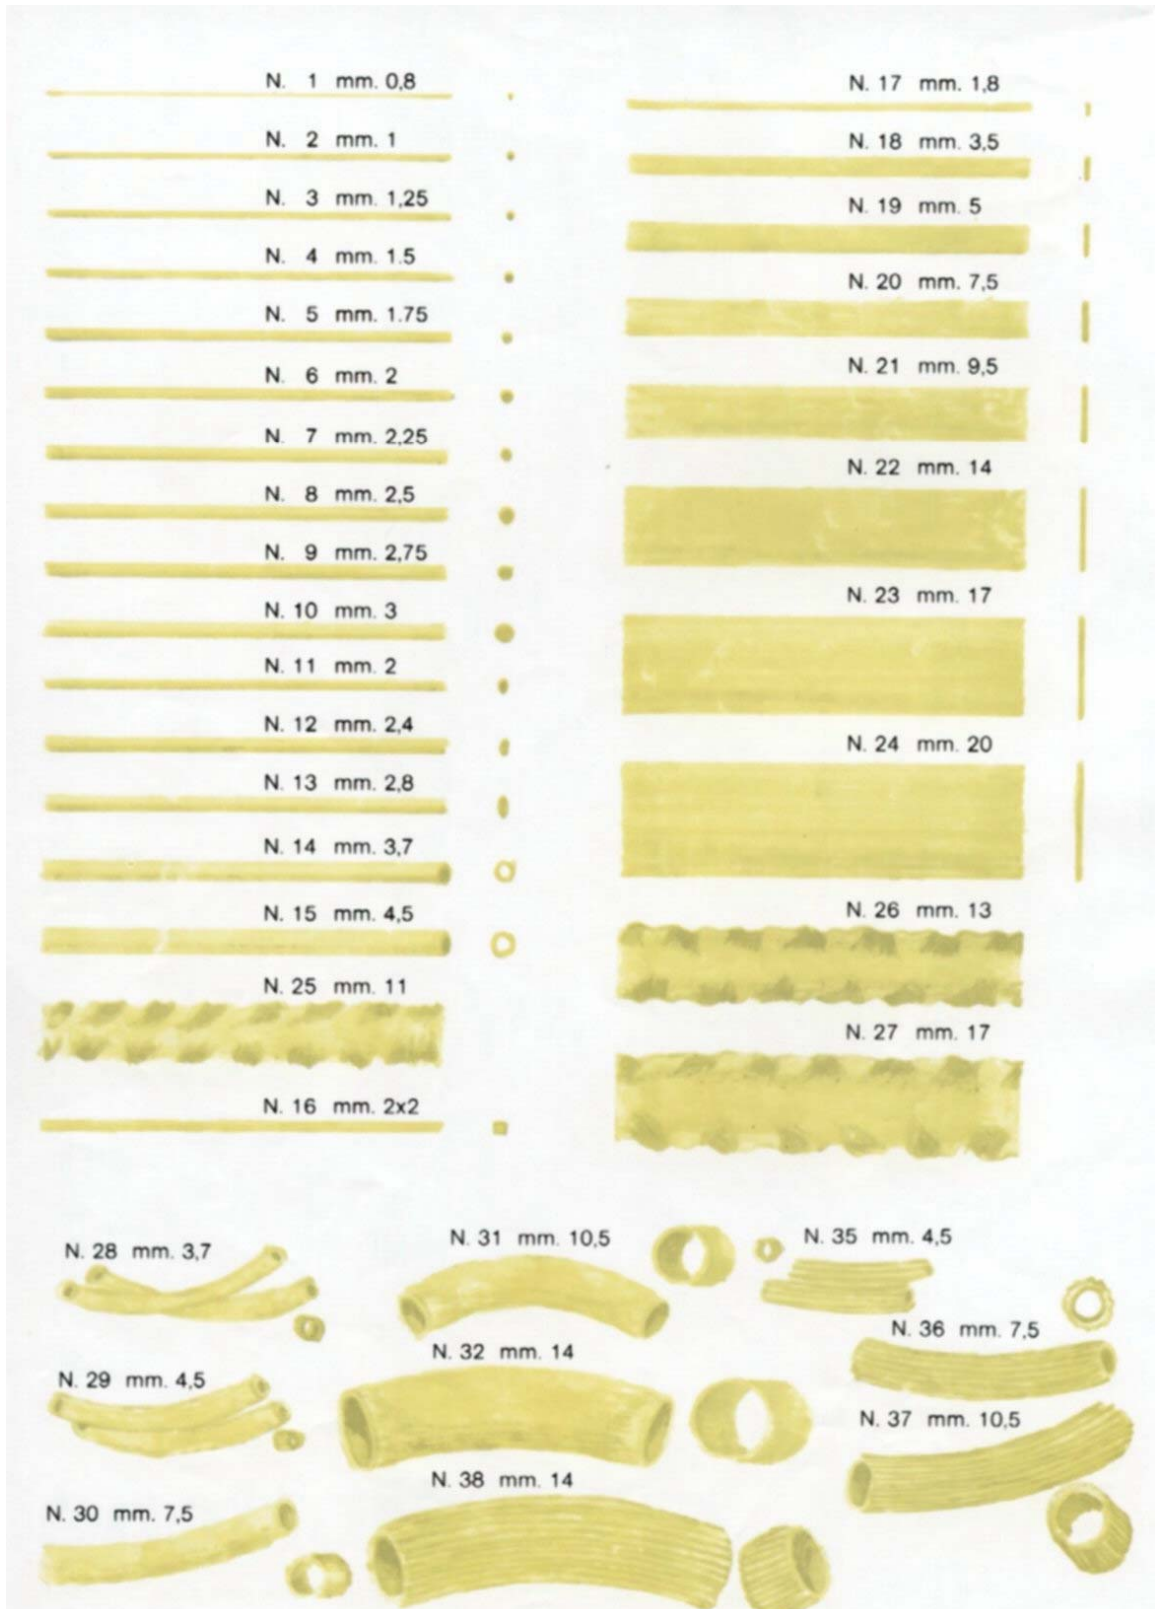 N. 1 mm. 0,8
N. 2 mm. 1
N. 3 mm. 1,25
N. 4 mm. 1.5
N. 5 mm. 1.75
N. 6 mm. 2
N. 7 mm. 2,25
N. 8 mm. 2,5
N. 9 mm. 2,75
N. 10 mm. 3
N. 11 mm. 2
N. 12 mm. 2,4
N. 13 mm. 2,8
N. 14 mm. 3,7
N. 15 mm. 4,5
N. 25 mm. 11
N. 16 mm. 2x2
N. 17 mm. 1,8
N. 18 mm. 3,5
N. 19 mm. 5
N. 20 mm. 7,5
N. 21 mm. 9,5
N. 22 mm. 14
N. 23 mm. 17
N. 24 mm. 20
N. 26 mm. 13
N. 27 mm. 17
N. 28 mm. 3,7
N. 29 mm. 4,5
N. 30 mm. 7,5
N. 31 mm. 10,5
N. 32 mm. 14
N. 38 mm. 14
N. 35 mm. 4,5
N. 36 mm. 7,5
N. 37 mm. 10,5